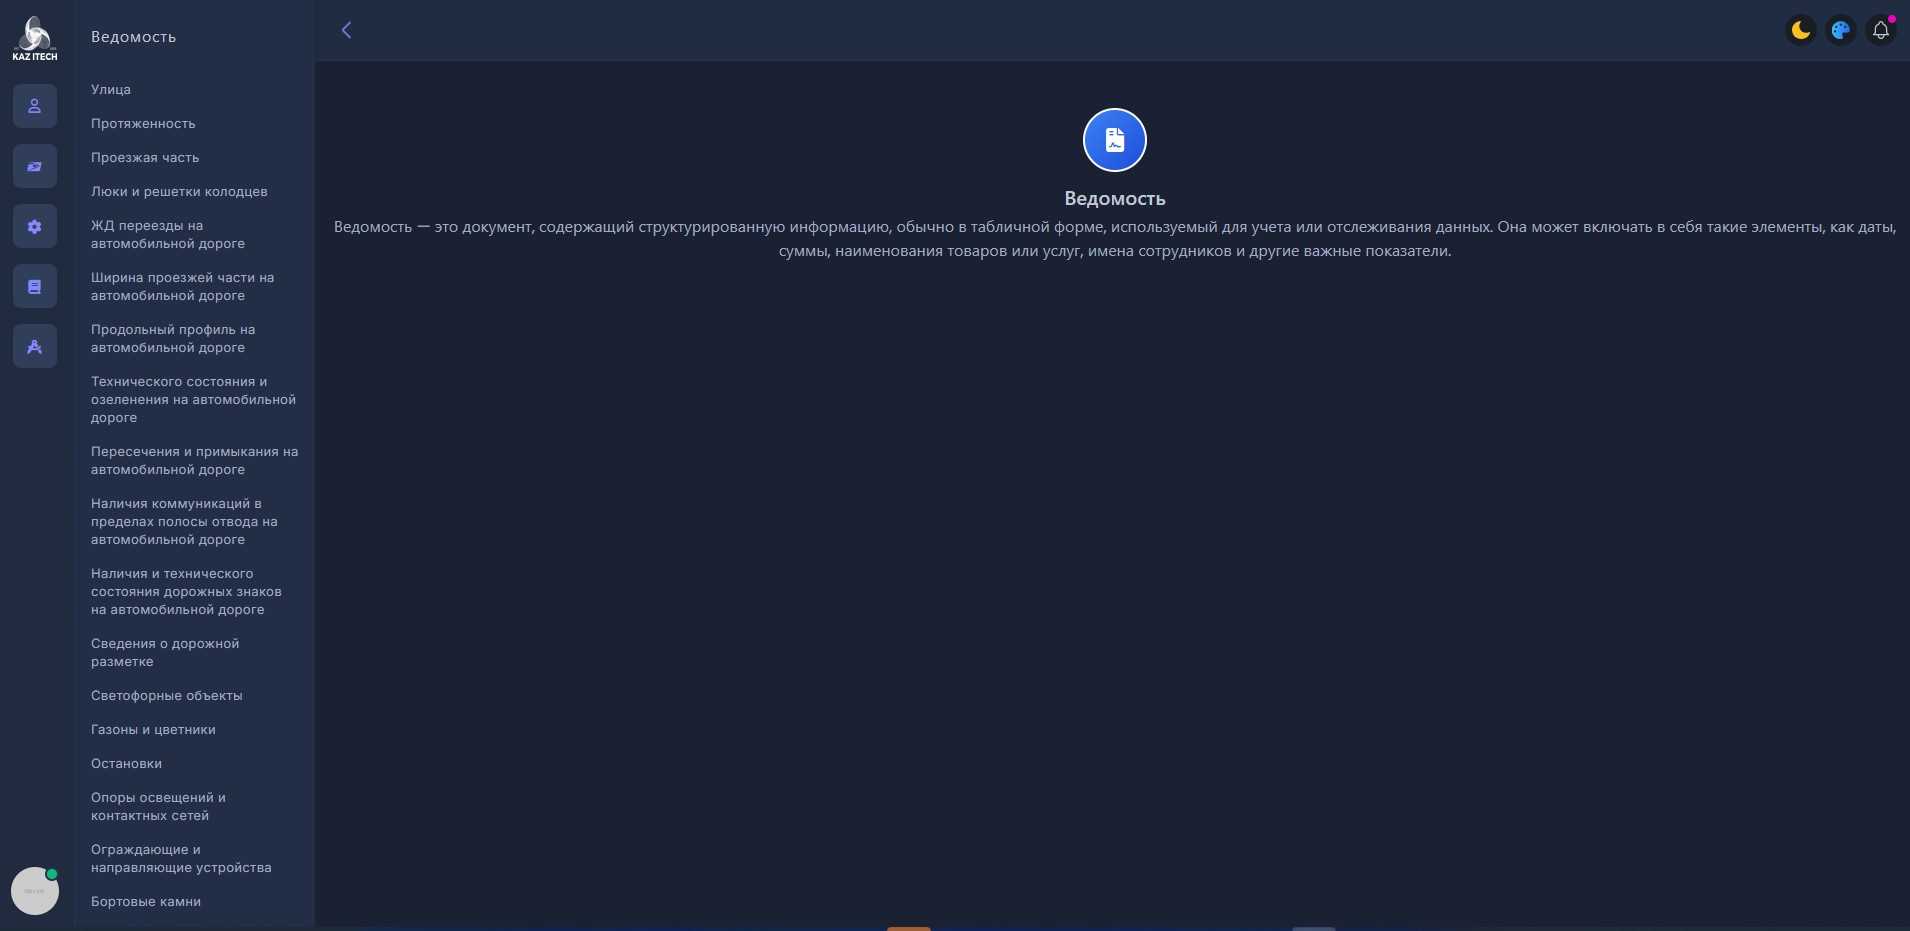 KAZ ITECH
Ведомость
Улица
Протяженность
Проезжая часть
Люки и решетки колодцев
ЖД переезды на
автомобильной дороге
Ширина проезжей части на
автомобильной дороге
Продольный профиль на
автомобильной дороге
Технического состояния и
озеленения на автомобильной
дороге
Пересечения и примыкания на
автомобильной дороге
Наличия коммуникаций в
пределах полосы отвода на
автомобильной дороге
Наличия и технического
состояния дорожных знаков
на автомобильной дороге
Сведения о дорожной
разметке
Светофорные объекты
Газоны и цветники
Остановки
Опоры освещений и
контактных сетей
Ограждающие и
направляющие устройства
Бортовые камни
Ведомость
Ведомость — это документ, содержащий структурированную информацию, обычно в табличной форме, используемый для учета или отслеживания данных. Она может включать в себя такие элементы, как даты,
суммы, наименования товаров или услуг, имена сотрудников и другие важные показатели.